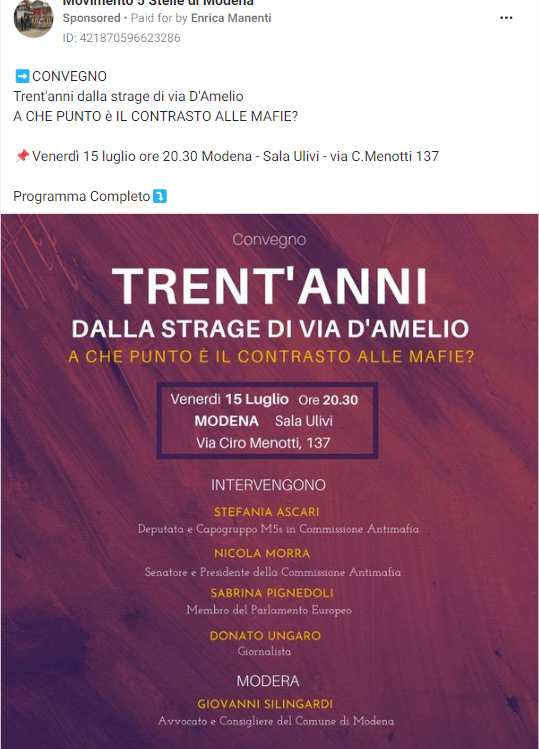 Movimento 5 Stelle di Modena
Sponsored • Paid for by Enrica Manenti
ID: 421870596623286
CONVEGNO
Trent'anni dalla strage di via D'Amelio
A CHE PUNTO è IL CONTRASTO ALLE MAFIE?
Venerdì 15 luglio ore 20.30 Modena - Sala Ulivi - via C.Menotti 137
Programma Completo
Convegno
TRENT'ANNI
DALLA STRAGE DI VIA D'AMELIO
A CHE PUNTO È IL CONTRASTO ALLE MAFIE?
Venerdì 15 Luglio Ore 20.30
MODENA Sala Ulivi
Via Ciro Menotti, 137
INTERVENGONO
STEFANIA ASCARI
Deputata e Capogruppo M5s in Commissione Antimafia
NICOLA MORRA
Senatore e Presidente della Commissione Antimafia
SABRINA PIGNEDOLI
Membro del Parlamento Europeo
DONATO UNGARO
Giornalista
MODERA
GIOVANNI SILINGARDI
Avvocato e Consigliere del Comune di Modena